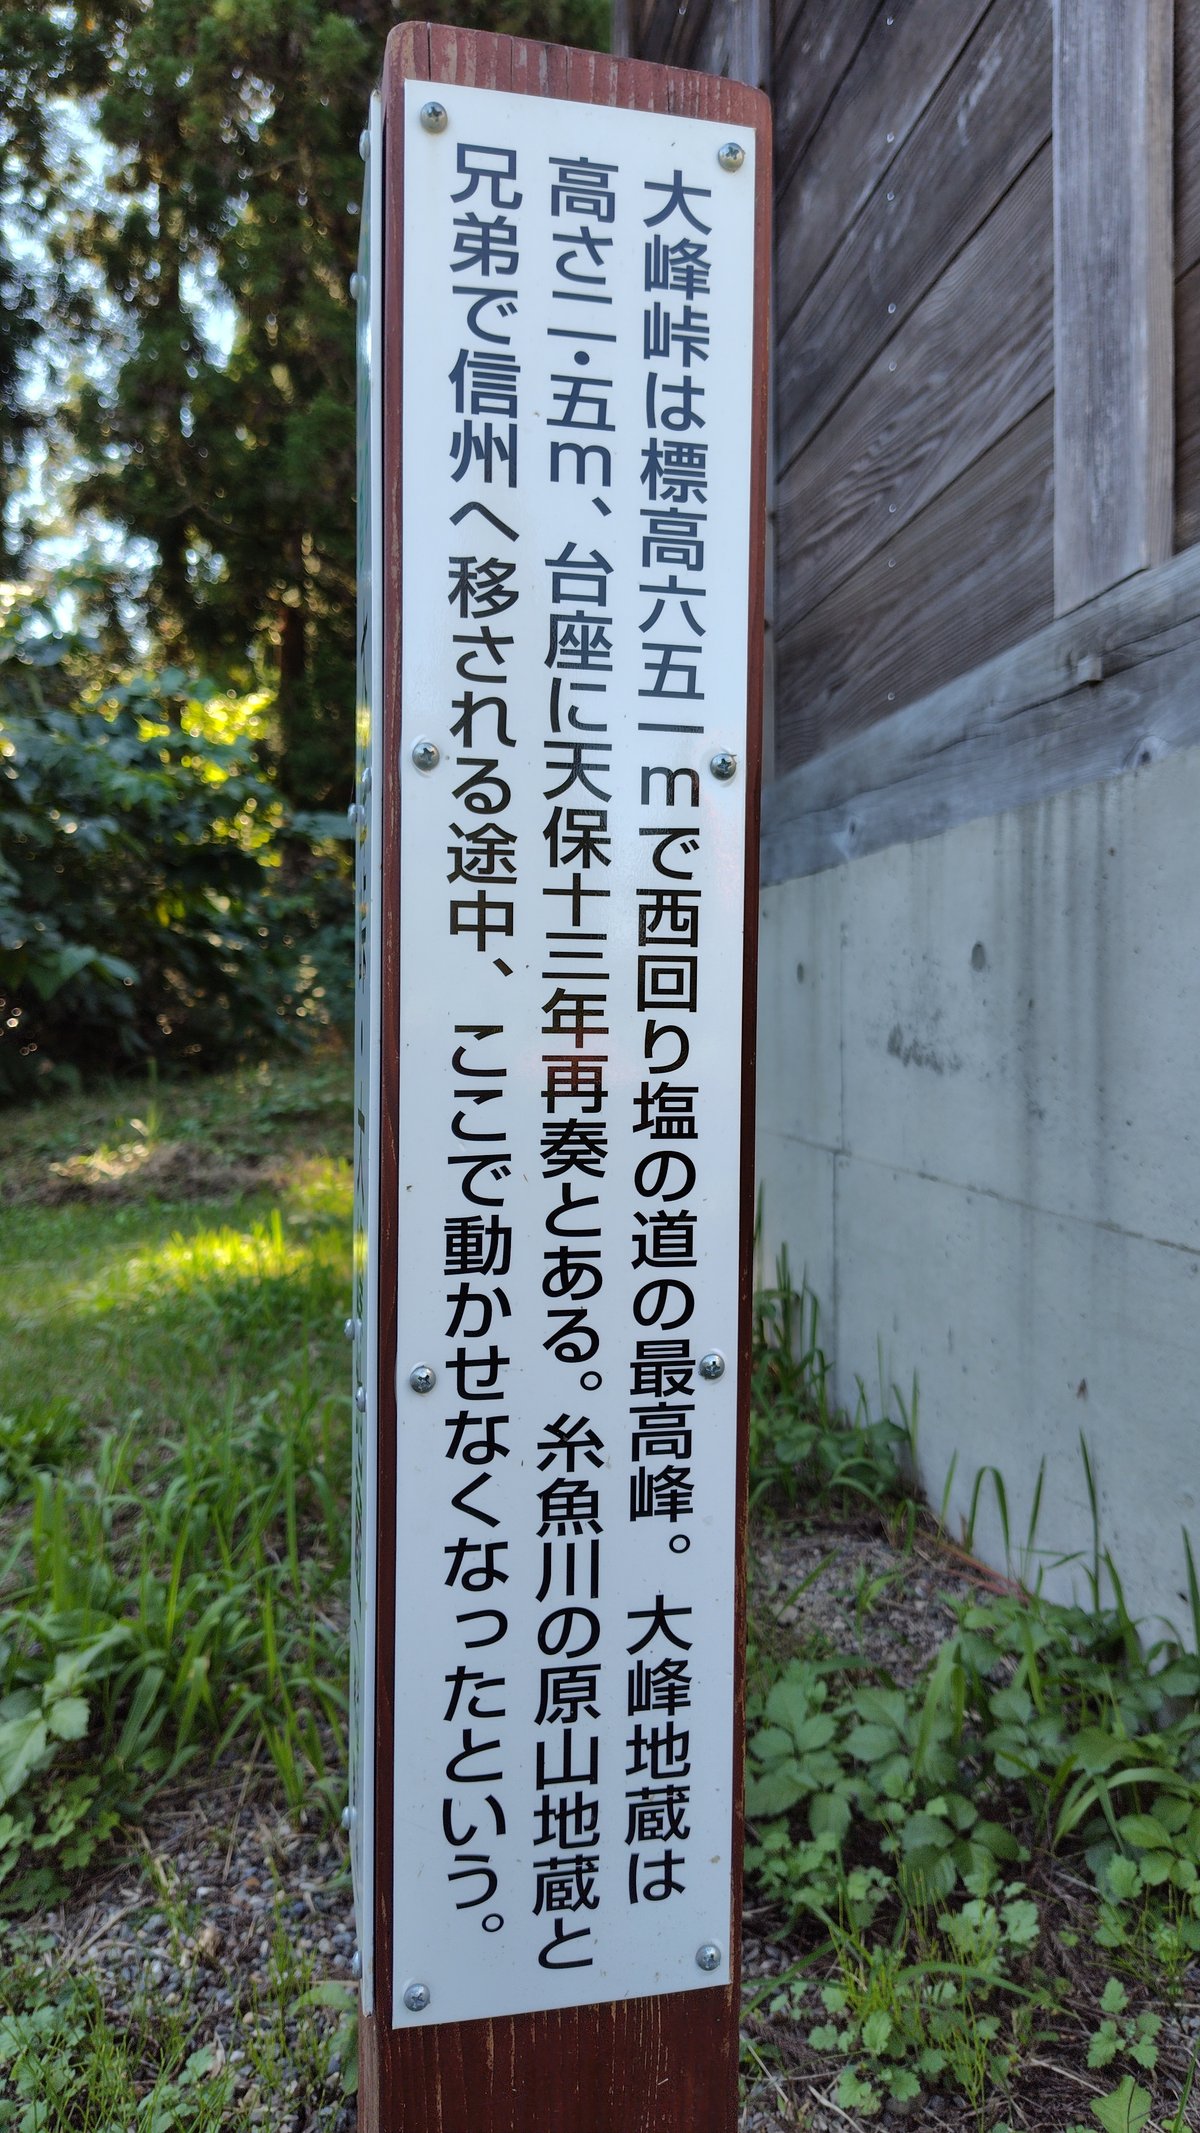 大峰峠は標高六五一mで西回り塩の道の最高峰。大峰地蔵は
高さ二・五m、台座に天保十三年再奏とある。糸魚川の原山地蔵と
兄弟で信州へ移される途中、ここで動かせなくなったという。